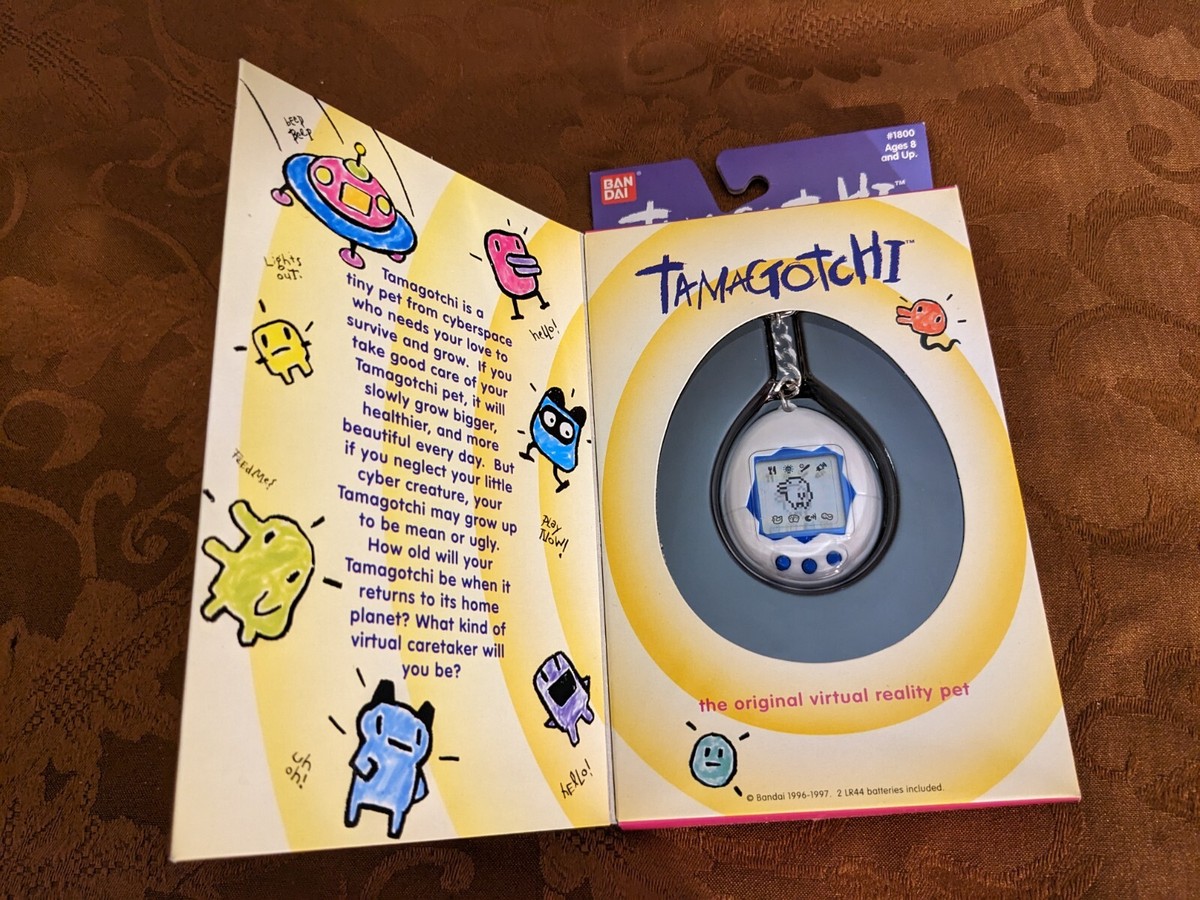 beep
beep
Lights
out!
Tamagotchi is a
tiny pet from cyberspace
who needs your love to
survive and grow. If you
take good care of your
Tamagotchi pet, it will
slowly grow bigger,
healthier, and more
beautiful every day. But
if you neglect your little
cyber creature, your
Tamagotchi may grow up
to be mean or ugly.
How old will your
Tamagotchi be when it
returns to its home
planet? What kind of
virtual caretaker will
you be?
hello!
Feed Me!
Play
Now!
uh
oh!
hello!
BAN
DAI
#1800
Ages 8
and Up.
TAMAGOTCHI™
TAMAGOTCHI™
the original virtual reality pet
© Bandai 1996-1997. 2 LR44 batteries included.